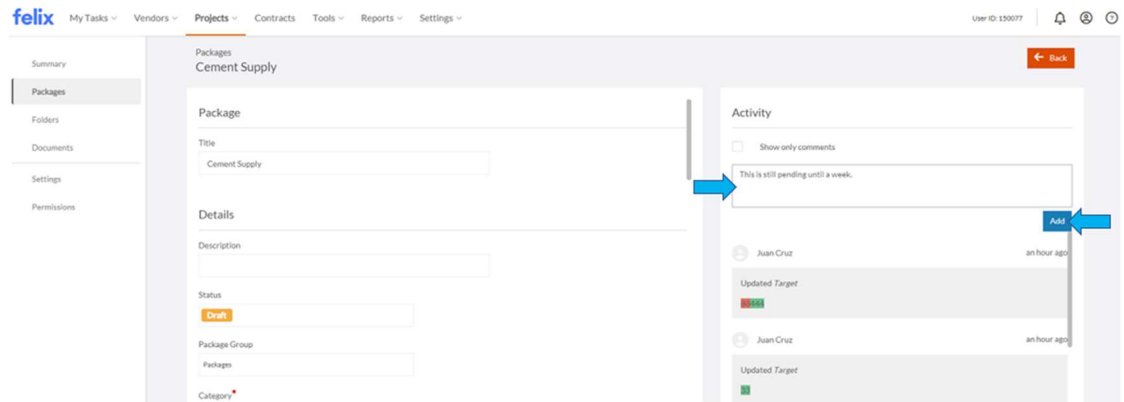 felix My Tasks Vendors Projects Contracts Tools Reports Settings User ID: 150077
Summary
Packages
Folders
Documents
Settings
Permissions
Packages
Cement Supply
Back
Package
Title
Cement Supply
Details
Description
Status
Draft
Package Group
Packages
Category*
Activity
Show only comments
This is still pending until a week.
Add
Juan Cruz an hour ago
Updated Target
Juan Cruz an hour ago
Updated Target